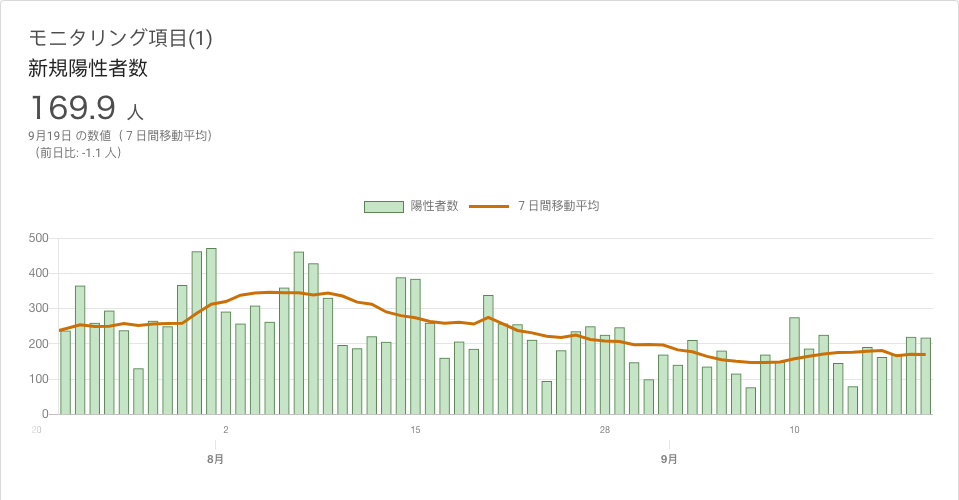 モニタリング項目(1)
新規陽性者数
169.9 人
9月19日 の数値（７日間移動平均）
（前日比: -1.1 人）
陽性者数 ７日間移動平均
500
400
300
200
100
0
20 2 15 28 10
8月 9月